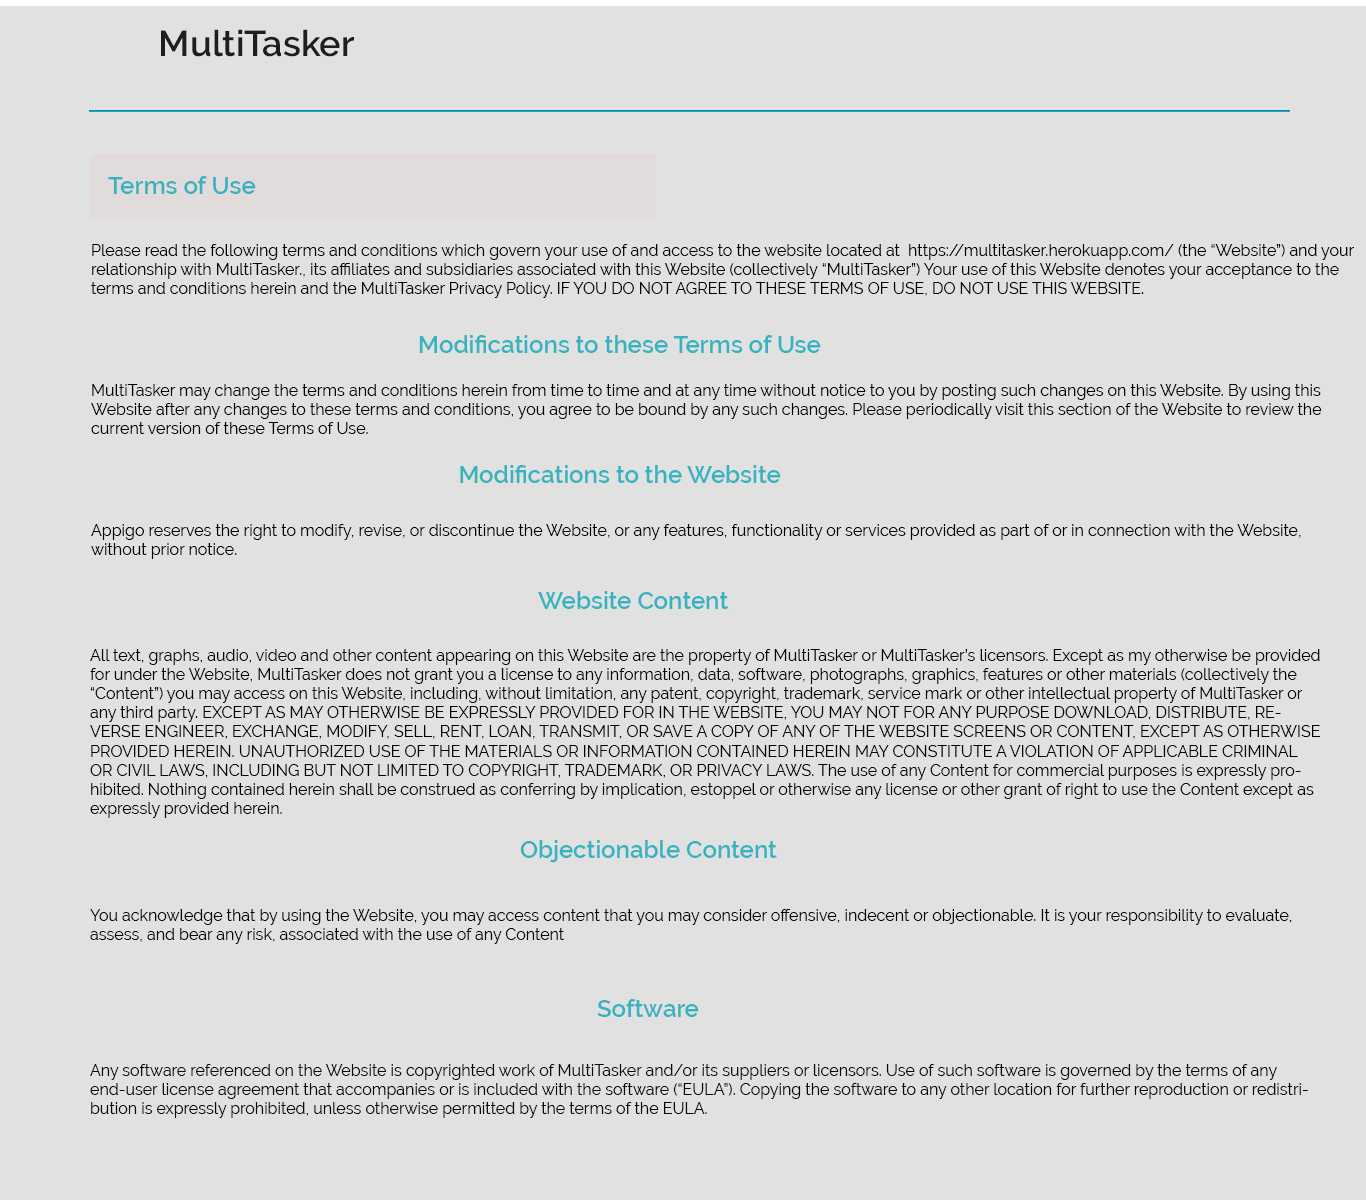 MultiTasker
Terms of Use
Please read the following terms and conditions which govern your use of and access to the website located at  https://multitasker.herokuapp.com/ (the “Website”) and your
relationship with MultiTasker., its affiliates and subsidiaries associated with this Website (collectively “MultiTasker”) Your use of this Website denotes your acceptance to the
terms and conditions herein and the MultiTasker Privacy Policy. IF YOU DO NOT AGREE TO THESE TERMS OF USE, DO NOT USE THIS WEBSITE.
Modifications to these Terms of Use
MultiTasker may change the terms and conditions herein from time to time and at any time without notice to you by posting such changes on this Website. By using this
Website after any changes to these terms and conditions, you agree to be bound by any such changes. Please periodically visit this section of the Website to review the
current version of these Terms of Use.
Modifications to the Website
Appigo reserves the right to modify, revise, or discontinue the Website, or any features, functionality or services provided as part of or in connection with the Website,
without prior notice.
Website Content
All text, graphs, audio, video and other content appearing on this Website are the property of MultiTasker or MultiTasker’s licensors. Except as my otherwise be provided
for under the Website, MultiTasker does not grant you a license to any information, data, software, photographs, graphics, features or other materials (collectively the
“Content”) you may access on this Website, including, without limitation, any patent, copyright, trademark, service mark or other intellectual property of MultiTasker or
any third party. EXCEPT AS MAY OTHERWISE BE EXPRESSLY PROVIDED FOR IN THE WEBSITE, YOU MAY NOT FOR ANY PURPOSE DOWNLOAD, DISTRIBUTE, RE-
VERSE ENGINEER, EXCHANGE, MODIFY, SELL, RENT, LOAN, TRANSMIT, OR SAVE A COPY OF ANY OF THE WEBSITE SCREENS OR CONTENT, EXCEPT AS OTHERWISE
PROVIDED HEREIN. UNAUTHORIZED USE OF THE MATERIALS OR INFORMATION CONTAINED HEREIN MAY CONSTITUTE A VIOLATION OF APPLICABLE CRIMINAL
OR CIVIL LAWS, INCLUDING BUT NOT LIMITED TO COPYRIGHT, TRADEMARK, OR PRIVACY LAWS. The use of any Content for commercial purposes is expressly pro-
hibited. Nothing contained herein shall be construed as conferring by implication, estoppel or otherwise any license or other grant of right to use the Content except as
expressly provided herein.
Objectionable Content
You acknowledge that by using the Website, you may access content that you may consider offensive, indecent or objectionable. It is your responsibility to evaluate,
assess, and bear any risk, associated with the use of any Content
Software
Any software referenced on the Website is copyrighted work of MultiTasker and/or its suppliers or licensors. Use of such software is governed by the terms of any
end-user license agreement that accompanies or is included with the software (“EULA”). Copying the software to any other location for further reproduction or redistri-
bution is expressly prohibited, unless otherwise permitted by the terms of the EULA.